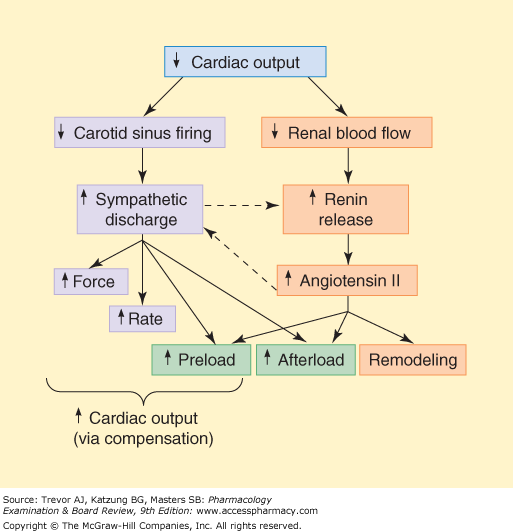 ↓ Cardiac output
↓ Carotid sinus firing
↓ Renal blood flow
↑ Sympathetic
discharge
↑ Renin
release
↑ Angiotensin II
↑ Force
↑ Rate
↑ Preload
↑ Afterload
Remodeling
↑ Cardiac output
(via compensation)
Source: Trevor AJ, Katzung BG, Masters SB: Pharmacology
Examination & Board Review, 9th Edition: www.accesspharmacy.com
Copyright © The McGraw-Hill Companies, Inc. All rights reserved.